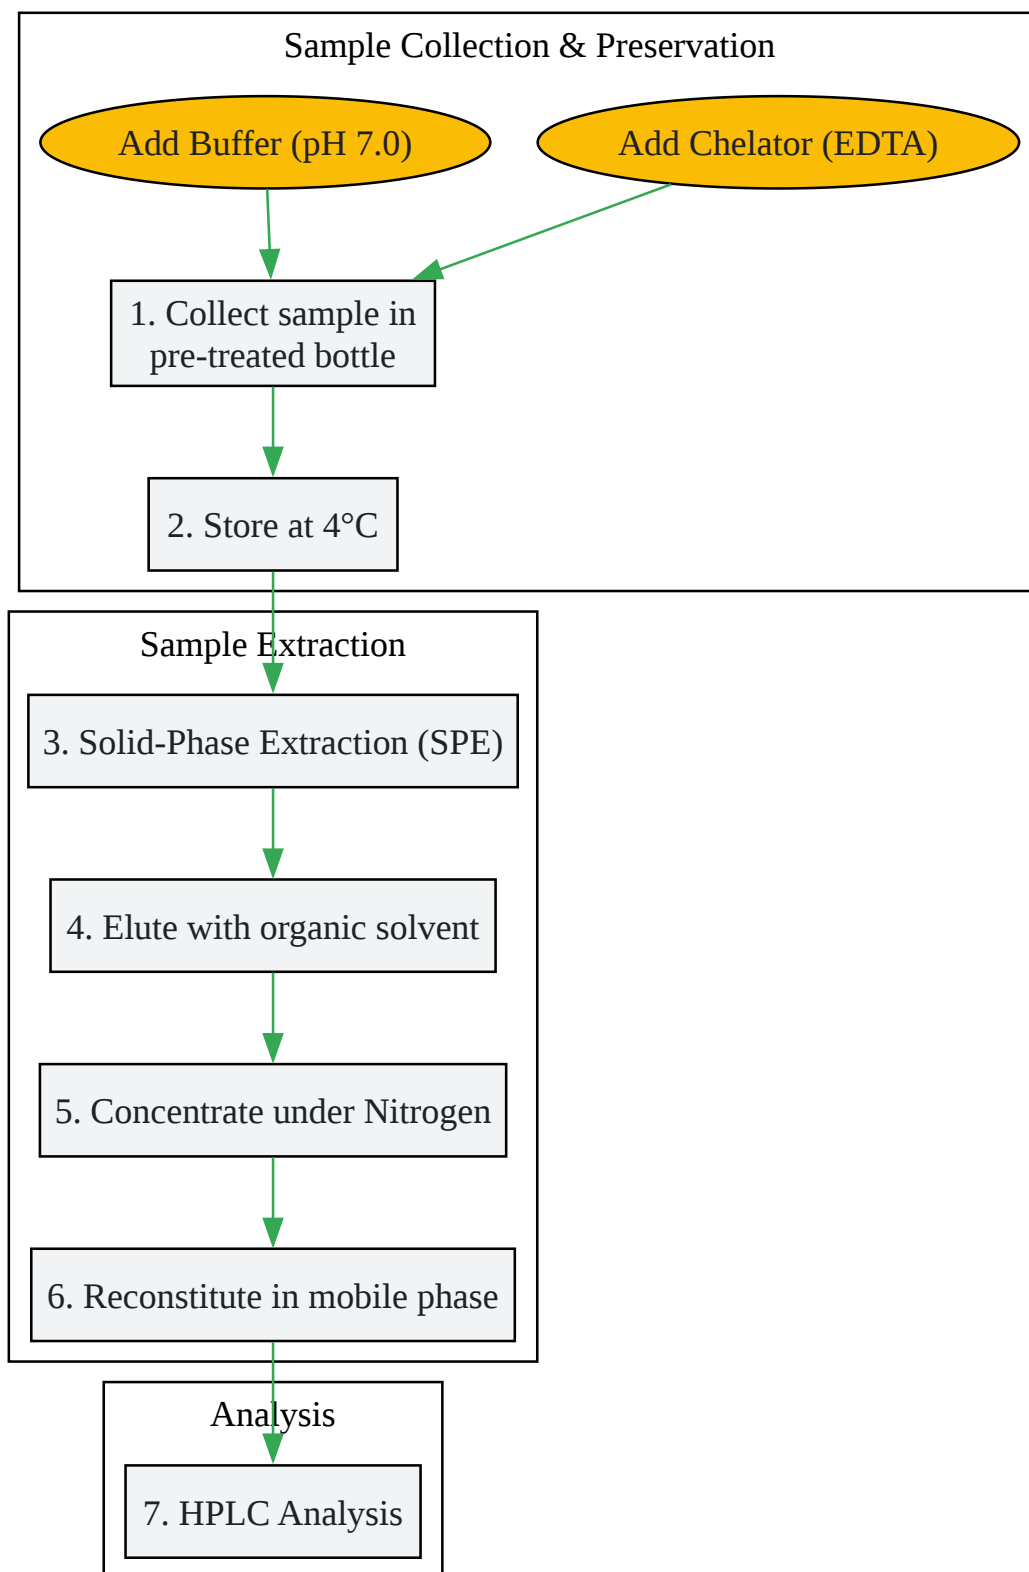 Sample Collection & Preservation
Add Buffer (pH 7.0)
Add Chelator (EDTA)
1. Collect sample in
pre-treated bottle
2. Store at 4°C
Sample Extraction
3. Solid-Phase Extraction (SPE)
4. Elute with organic solvent
5. Concentrate under Nitrogen
6. Reconstitute in mobile phase
Analysis
7. HPLC Analysis